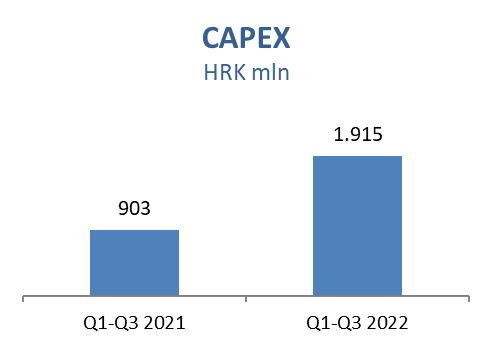 CAPEX
HRK mln
1.915
903
Q1-Q3 2021
Q1-Q3 2022